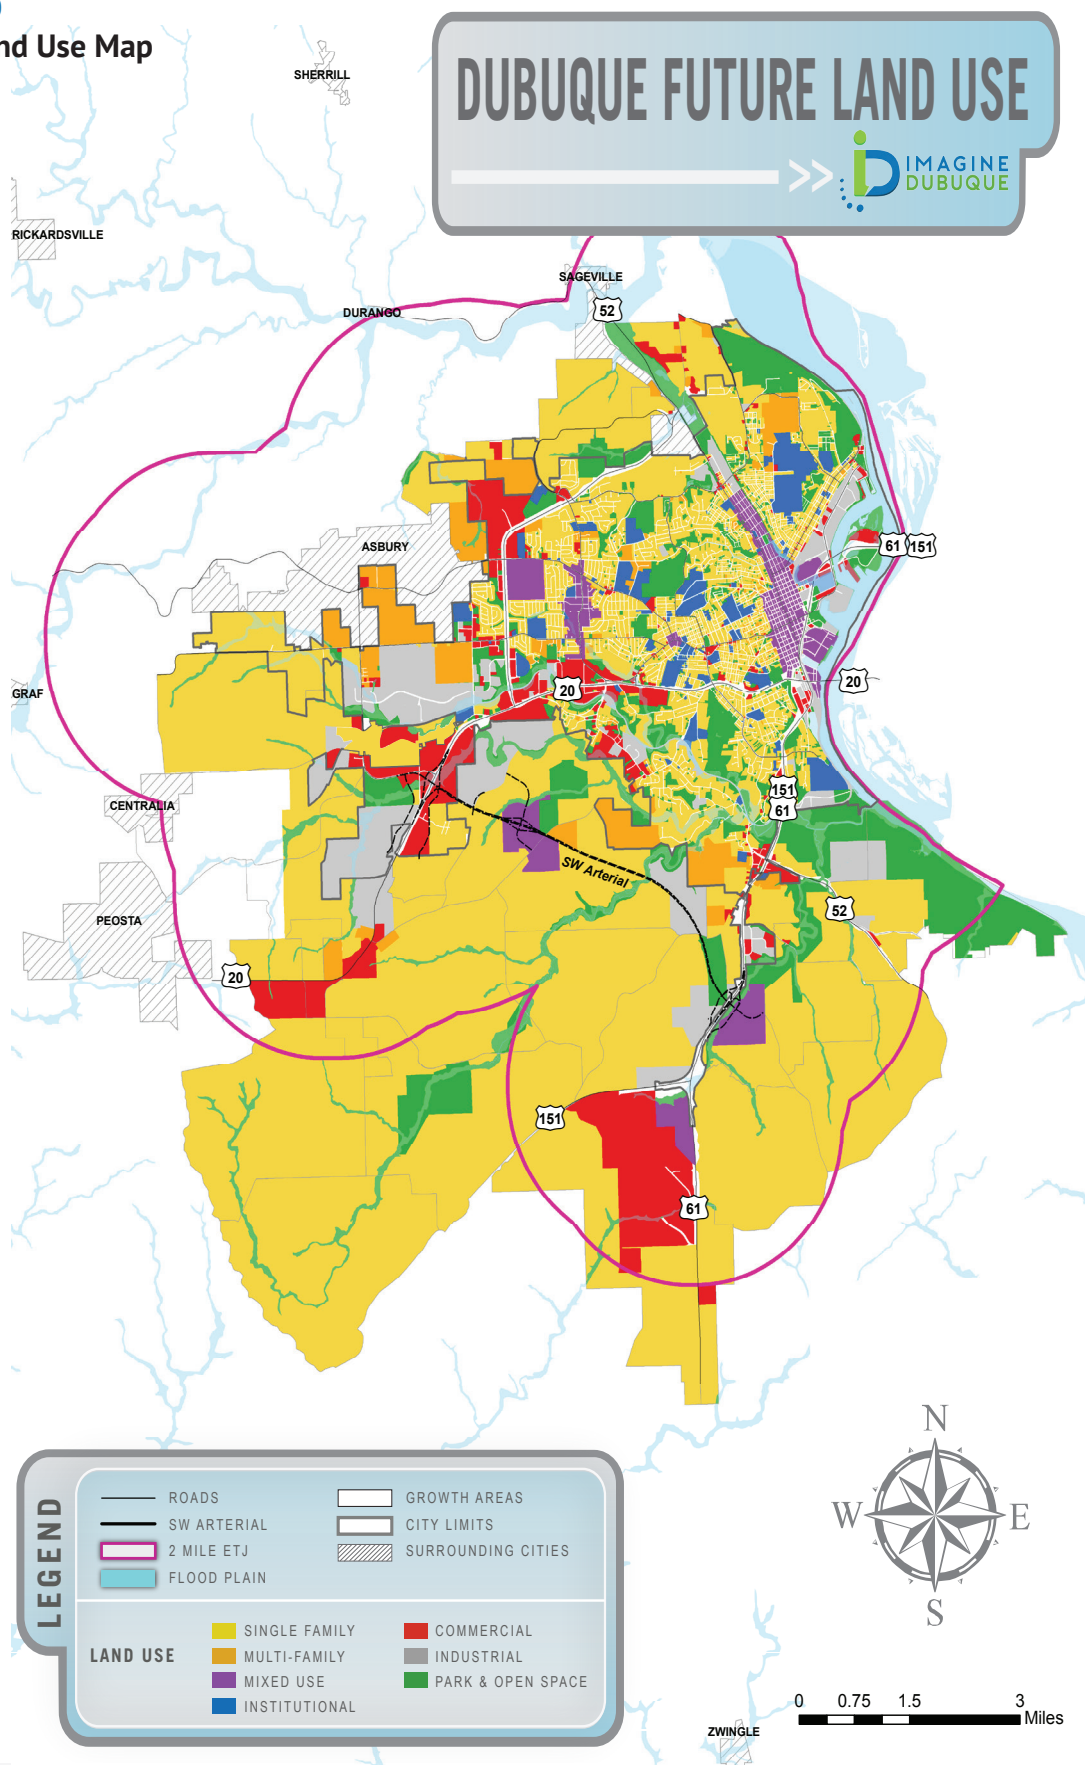 nd Use Map
DUBUQUE FUTURE LAND USE
IMAGINE
DUBUQUE
SHERRILL
RICKARDSVILLE
SAGEVILLE
52
DURANGO
ASBURY
61 151
GRAF
20
20
CENTRALIA
151
61
SW Arterial
PEOSTA
52
20
151
61
N
W E
S
LEGEND
ROADS
SW ARTERIAL
2 MILE ETJ
FLOOD PLAIN
GROWTH AREAS
CITY LIMITS
SURROUNDING CITIES
LAND USE
SINGLE FAMILY
MULTI-FAMILY
MIXED USE
INSTITUTIONAL
COMMERCIAL
INDUSTRIAL
PARK & OPEN SPACE
0 0.75 1.5 3
Miles
ZWINGLE